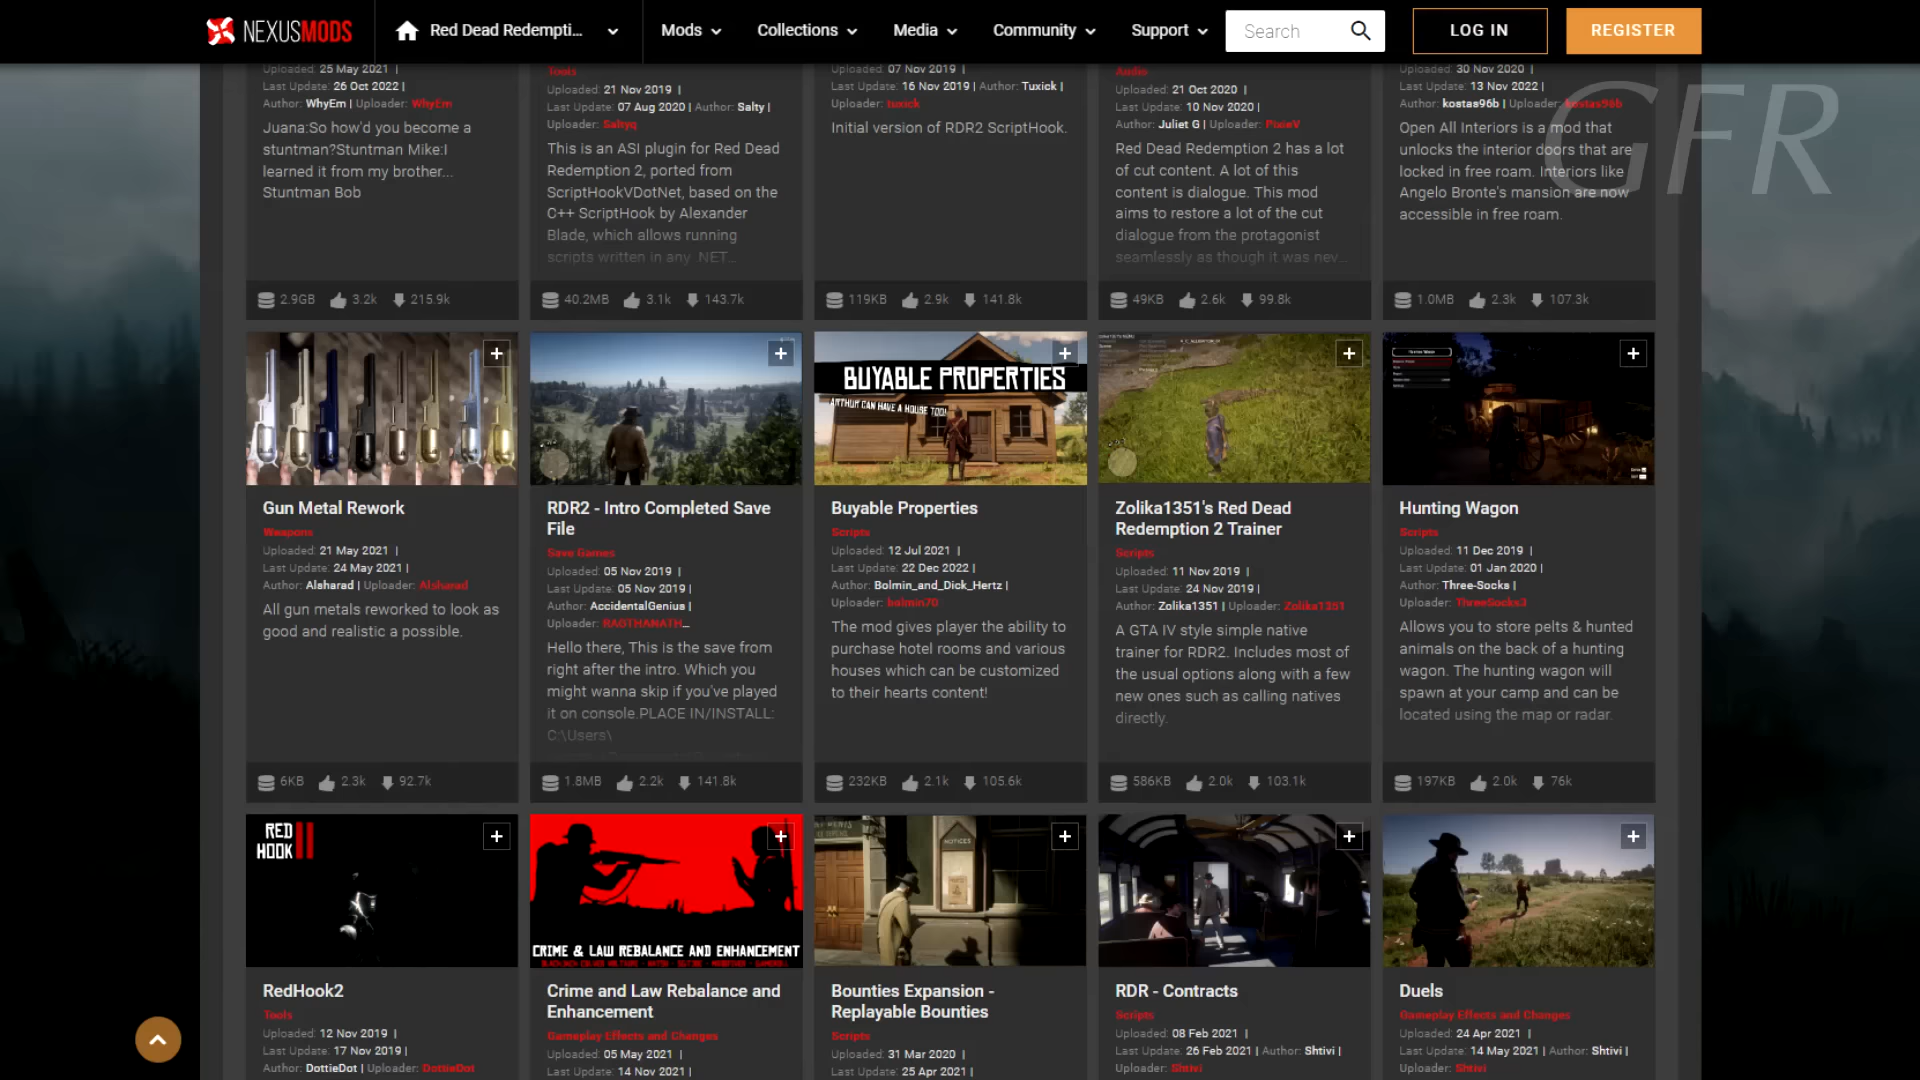 NEXUSMODS
Red Dead Redempti...
Mods
Collections
Media
Community
Support
Search
LOG IN
REGISTER
GFR
Uploaded: 25 May 2021 |
Last Update: 26 Oct 2022 |
Author: WhyEm | Uploader: WhyEm
Juana:So how'd you become a
stuntman?Stuntman Mike:I
learned it from my brother...
Stuntman Bob
2.9GB 3.2k 215.9k
Tools
Uploaded: 21 Nov 2019 |
Last Update: 07 Aug 2020 | Author: Salty |
Uploader: Saltyq
This is an ASI plugin for Red Dead
Redemption 2, ported from
ScriptHookVDotNet, based on the
C++ ScriptHook by Alexander
Blade, which allows running
scripts written in any .NET...
40.2MB 3.1k 143.7k
Uploaded: 07 Nov 2019 |
Last Update: 16 Nov 2019 | Author: Tuxick |
Uploader: tuxick
Initial version of RDR2 ScriptHook.
119KB 2.9k 141.8k
Audio
Uploaded: 21 Oct 2020 |
Last Update: 10 Nov 2020 |
Author: Juliet G | Uploader: PixieV
Red Dead Redemption 2 has a lot
of cut content. A lot of this
content is dialogue. This mod
aims to restore a lot of the cut
dialogue from the protagonist
seamlessly as though it was nev...
49KB 2.6k 99.8k
Uploaded: 30 Nov 2020 |
Last Update: 13 Nov 2022 |
Author: kostas96b | Uploader: kostas96b
Open All Interiors is a mod that
unlocks the interior doors that are
locked in free roam. Interiors like
Angelo Bronte's mansion are now
accessible in free roam.
1.0MB 2.3k 107.3k
Gun Metal Rework
Weapons
Uploaded: 21 May 2021 |
Last Update: 24 May 2021 |
Author: Alsharad | Uploader: Alsharad
All gun metals reworked to look as
good and realistic a possible.
6KB 2.3k 92.7k
RDR2 - Intro Completed Save
File
Save Games
Uploaded: 05 Nov 2019 |
Last Update: 05 Nov 2019 |
Author: AccidentalGenius |
Uploader: RAGTHANATH_
Hello there, This is the save from
right after the intro. Which you
might wanna skip if you've played
it on console.PLACE IN/INSTALL:
C:\Users\
1.8MB 2.2k 141.8k
BUYABLE PROPERTIES
ARTHUR CAN HAVE A HOUSE TOO!
Buyable Properties
Scripts
Uploaded: 12 Jul 2021 |
Last Update: 22 Dec 2022 |
Author: Bolmin_and_Dick_Hertz |
Uploader: bolmin70
The mod gives player the ability to
purchase hotel rooms and various
houses which can be customized
to their hearts content!
232KB 2.1k 105.6k
Zolika1351's Red Dead
Redemption 2 Trainer
Scripts
Uploaded: 11 Nov 2019 |
Last Update: 24 Nov 2019 |
Author: Zolika1351 | Uploader: Zolika1351
A GTA IV style simple native
trainer for RDR2. Includes most of
the usual options along with a few
new ones such as calling natives
directly.
586KB 2.0k 103.1k
Hunting Wagon
Scripts
Uploaded: 11 Dec 2019 |
Last Update: 01 Jan 2020 |
Author: Three-Socks |
Uploader: ThreeSocks3
Allows you to store pelts & hunted
animals on the back of a hunting
wagon. The hunting wagon will
spawn at your camp and can be
located using the map or radar.
197KB 2.0k 76k
RED
HOOK II
RedHook2
Tools
Uploaded: 12 Nov 2019 |
Last Update: 17 Nov 2019 |
Author: DottieDot | Uploader: DottieDot
CRIME & LAW REBALANCE AND ENHANCEMENT
Crime and Law Rebalance and
Enhancement
Gameplay Effects and Changes
Uploaded: 05 May 2021 |
Last Update: 14 Nov 2021 |
NOTICES
Bounties Expansion -
Replayable Bounties
Scripts
Uploaded: 31 Mar 2020 |
Last Update: 25 Apr 2021 |
RDR - Contracts
Scripts
Uploaded: 08 Feb 2021 |
Last Update: 26 Feb 2021 | Author: Shtivi |
Uploader: Shtivi
Duels
Gameplay Effects and Changes
Uploaded: 24 Apr 2021 |
Last Update: 14 May 2021 | Author: Shtivi |
Uploader: Shtivi